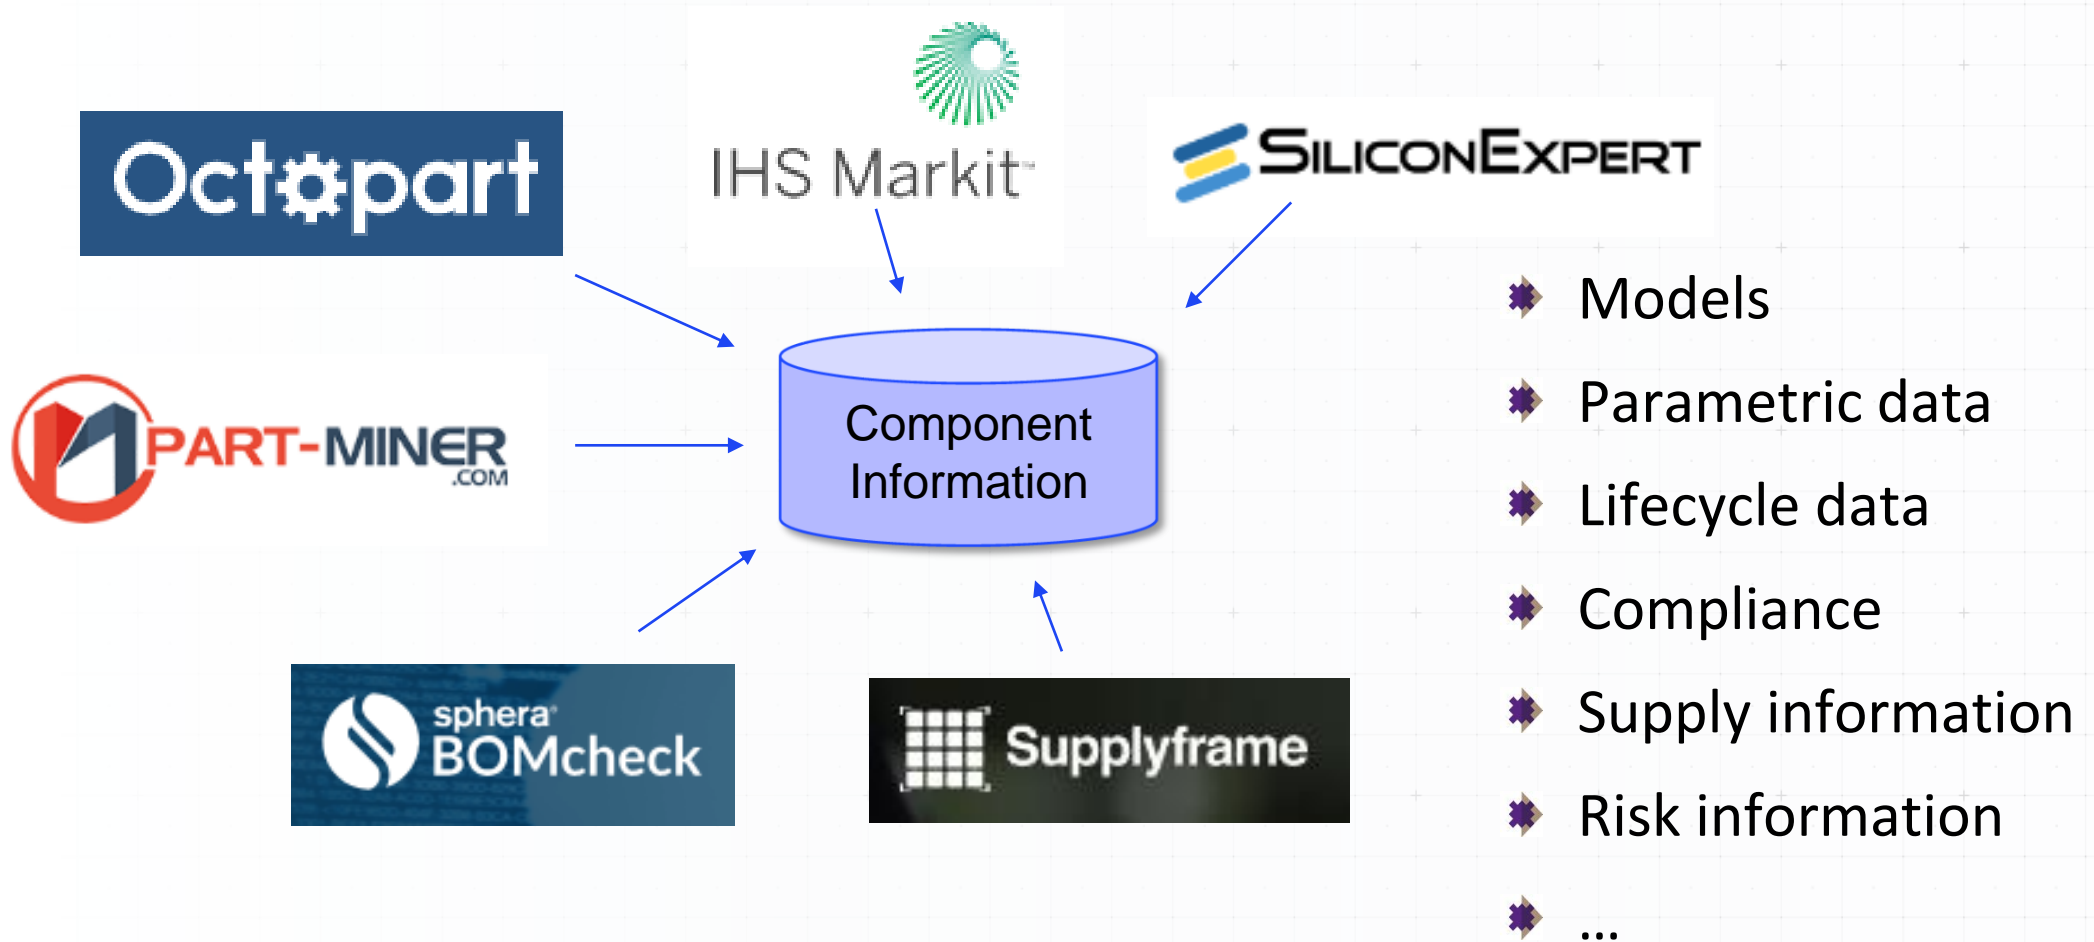 Octopart
IHS Markit™
SILICONEXPERT
PART-MINER
.COM
Component
Information
sphera®
BOMcheck
Supplyframe
Models
Parametric data
Lifecycle data
Compliance
Supply information
Risk information
...